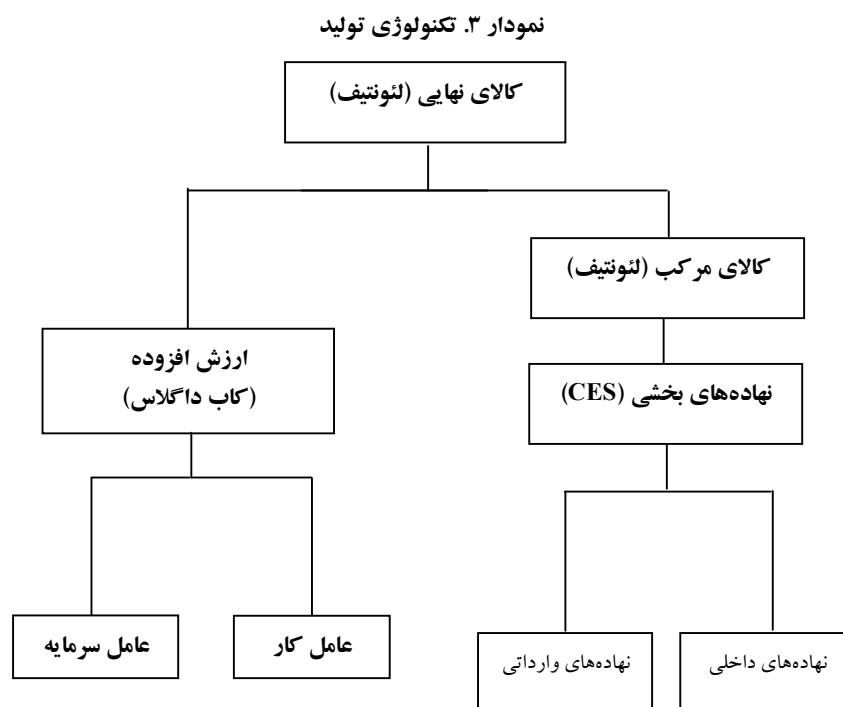 نمودار ۳. تکنولوژی تولید
کالای نهایی (لئونتیف)
کالای مرکب (لئونتیف)
ارزش افزوده
(کاب داگلاس)
نهاده‌های بخشی (CES)
عامل کار
عامل سرمایه
نهاده‌های داخلی
نهاده‌های وارداتی